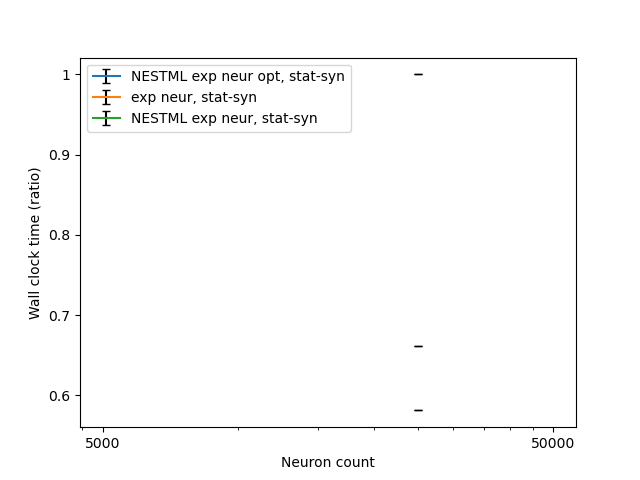 NESTML exp neur opt, stat-syn
exp neur, stat-syn
NESTML exp neur, stat-syn
1
0.9
0.8
0.7
0.6
Wall clock time (ratio)
5000
50000
Neuron count